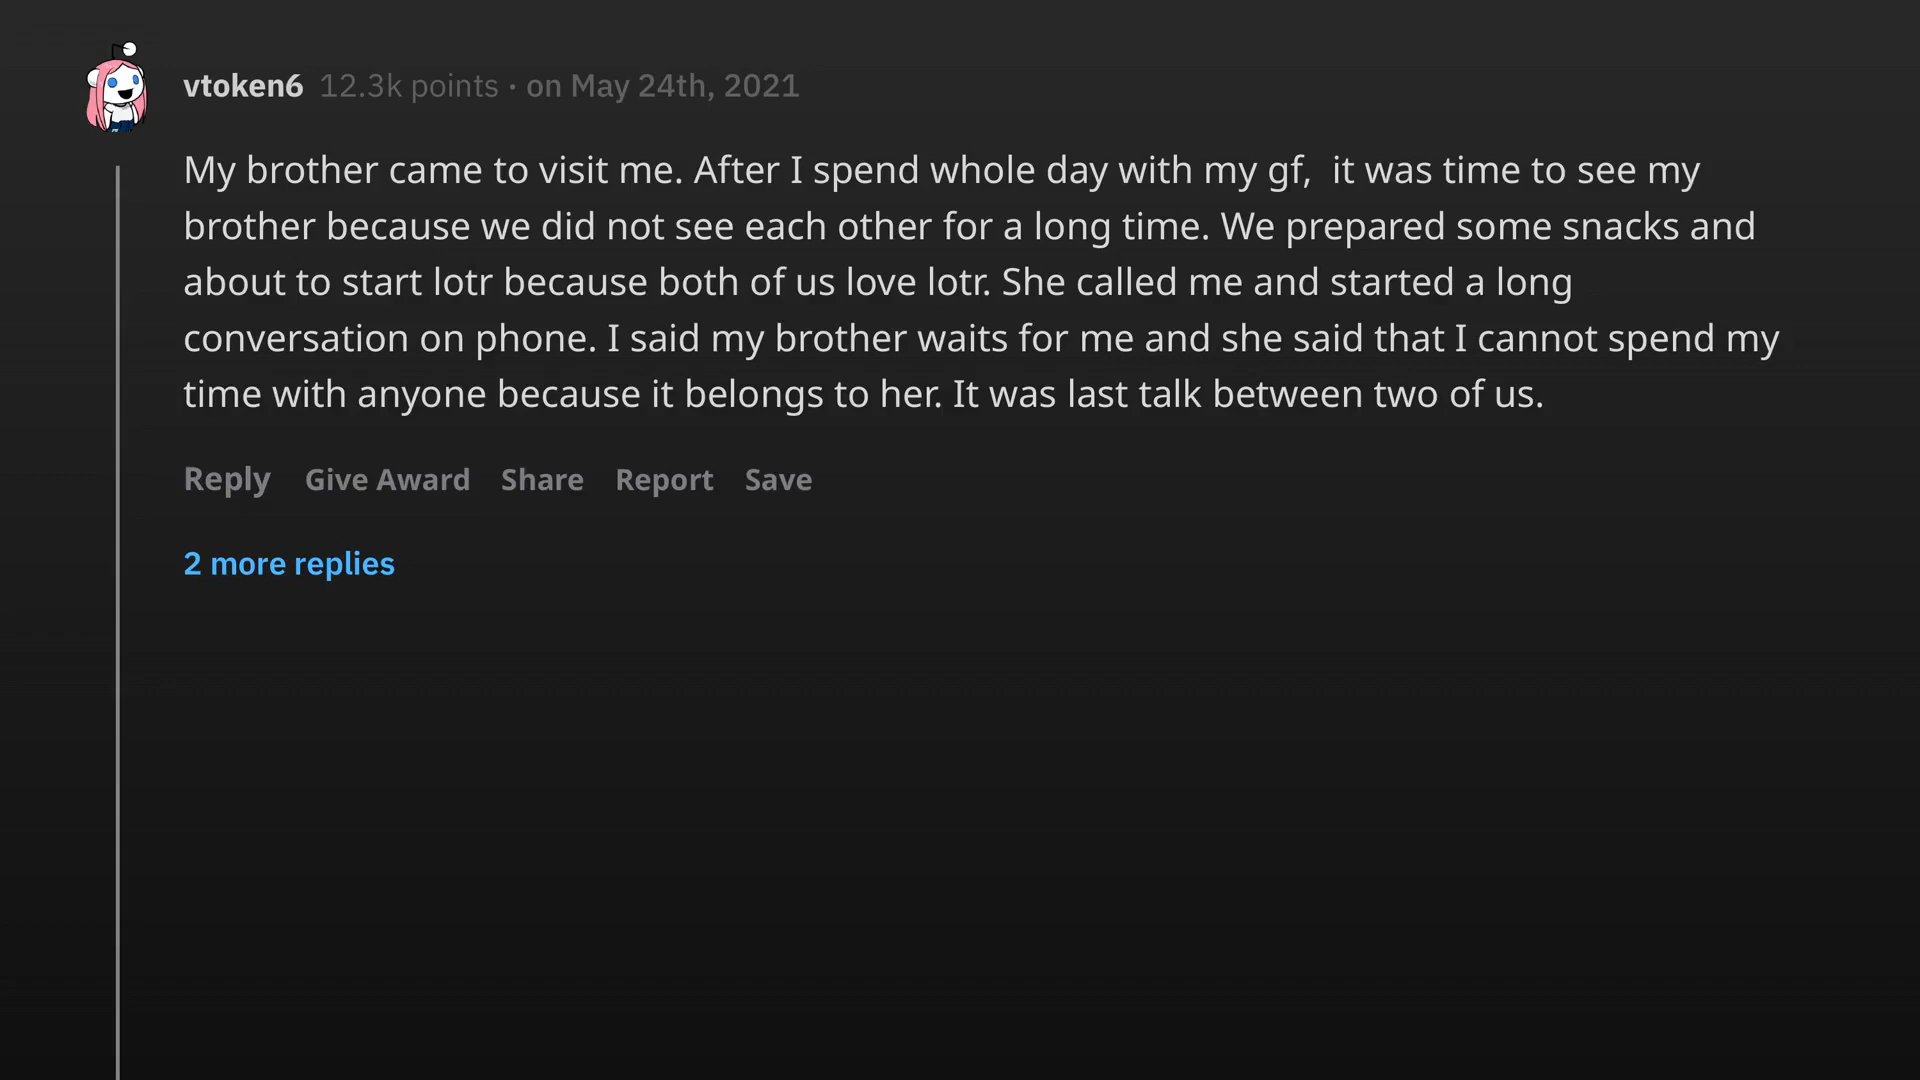 vtoken6 12.3k points · on May 24th, 2021
My brother came to visit me. After I spend whole day with my gf,  it was time to see my
brother because we did not see each other for a long time. We prepared some snacks and
about to start lotr because both of us love lotr. She called me and started a long
conversation on phone. I said my brother waits for me and she said that I cannot spend my
time with anyone because it belongs to her. It was last talk between two of us.
Reply Give Award Share Report Save
2 more replies